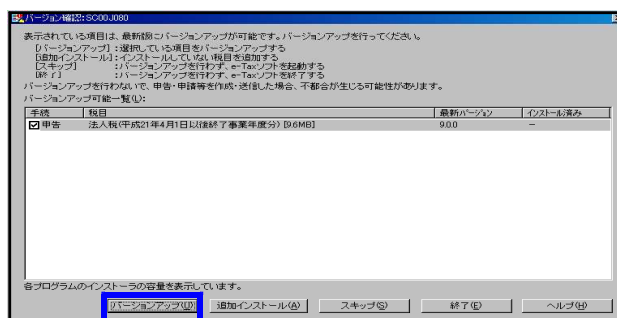 バージョン確認: SC00J080
表示されている項目は、最新版にバージョンアップが可能です。バージョンアップを行ってください。
[バージョンアップ]：選択している項目をバージョンアップする
[追加インストール]：インストールしていない税目を追加する
[スキップ]：バージョンアップを行わず、e-Taxソフトを起動する
[終了]：バージョンアップを行わず、e-Taxソフトを終了する
バージョンアップを行わないで、申告・申請等を作成・送信した場合、不都合が生じる可能性があります。
バージョンアップ可能一覧(L):
手続 税目 最新バージョン インストール済み
申告 法人税(平成21年4月1日以後終了事業年度分) [9.6MB] 9.0.0 －
各プログラムのインストーラの容量を表示しています。
バージョンアップ(U) 追加インストール(A) スキップ(S) 終了(E) ヘルプ(H)